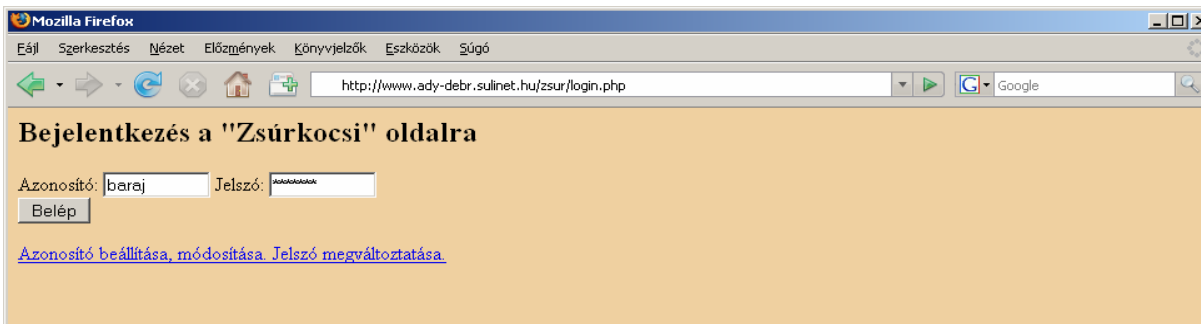 Mozilla Firefox
Fájl Szerkesztés Nézet Előzmények Könyvjelzők Eszközök Súgó
http://www.ady-debr.sulinet.hu/zsur/login.php G Google
Bejelentkezés a "Zsúrkocsi" oldalra
Azonosító: baraj Jelszó: ********
Belép
Azonosító beállítása, módosítása. Jelszó megváltoztatása.